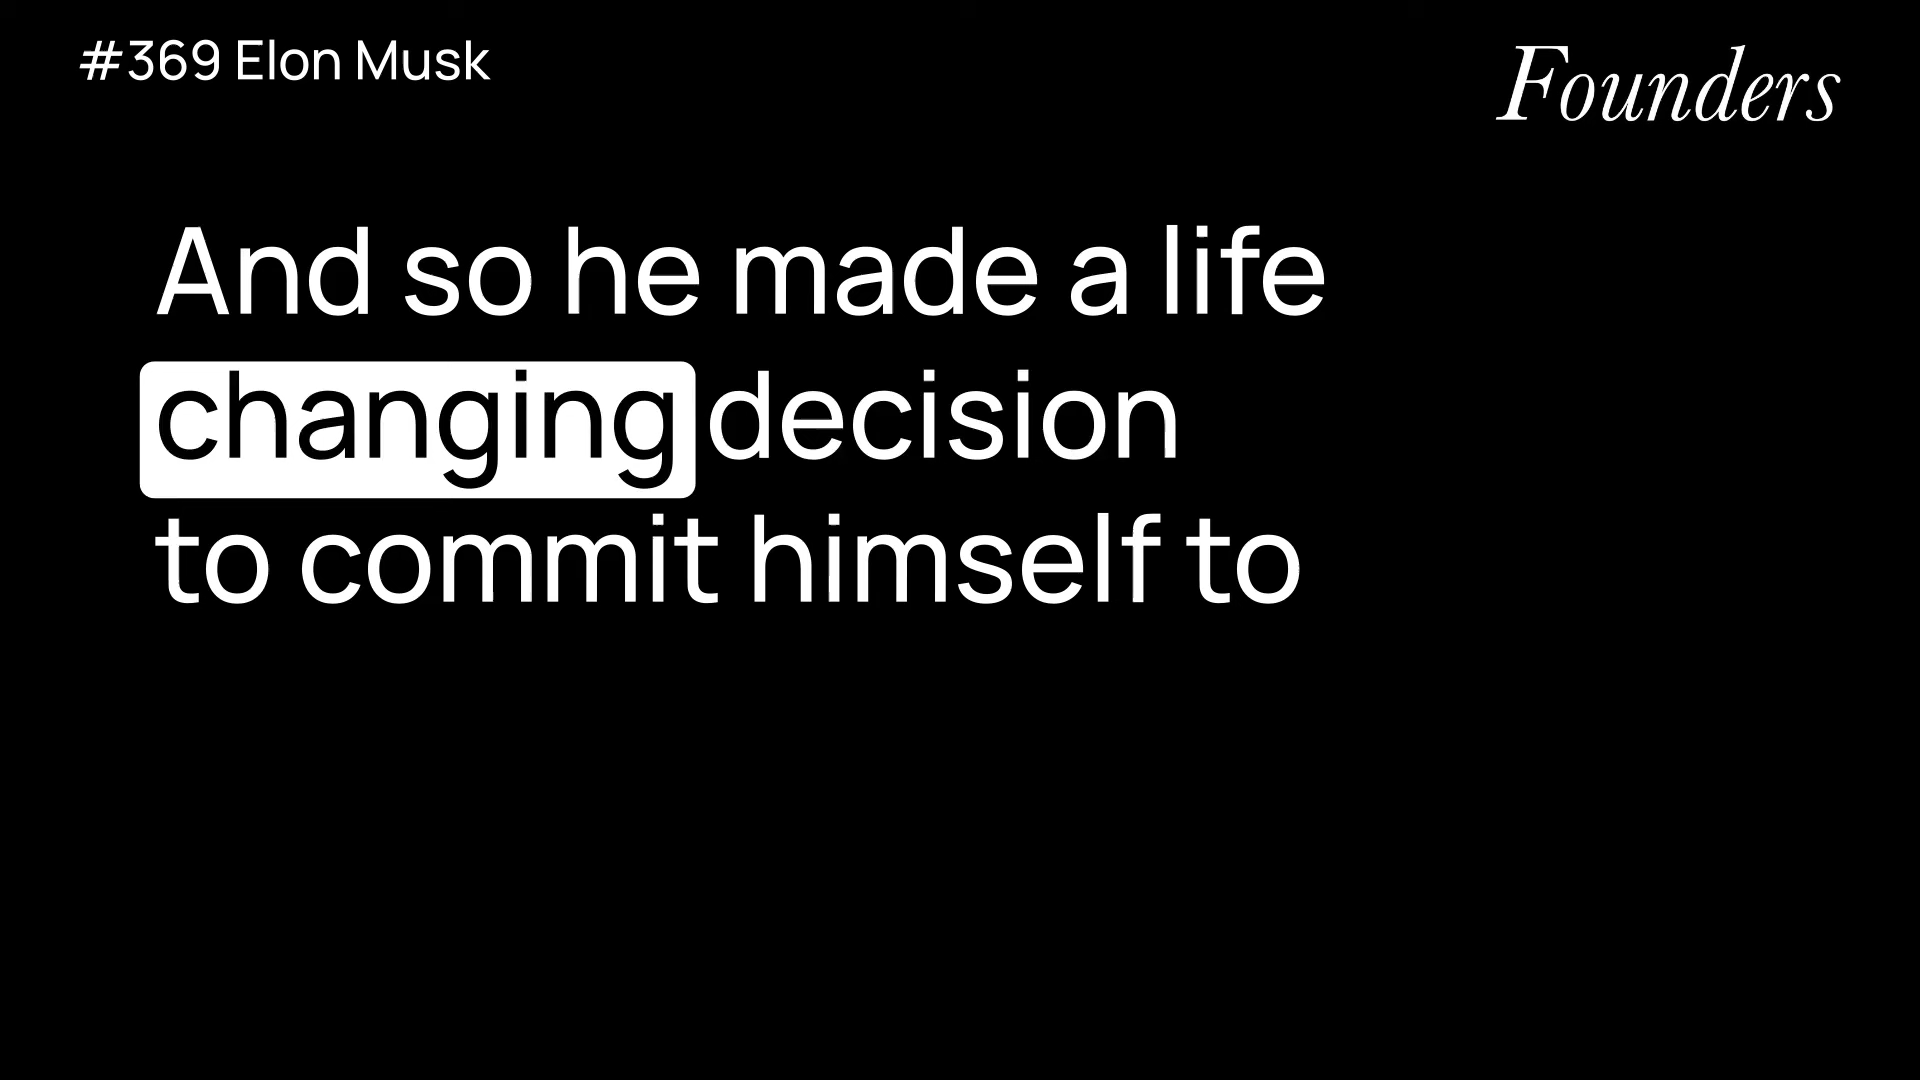 #369 Elon Musk
Founders
And so he made a life
changing decision
to commit himself to